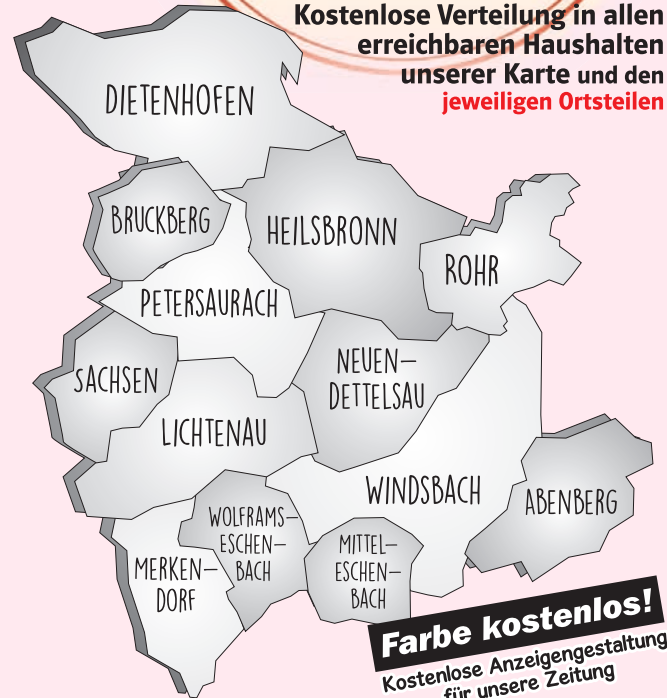 Kostenlose Verteilung in allen
erreichbaren Haushalten
unserer Karte und den
jeweiligen Ortsteilen
DIETENHOFEN
BRUCKBERG
HEILSBRONN
ROHR
PETERSAURACH
SACHSEN
NEUEN–
DETTELSAU
LICHTENAU
WINDSBACH
ABENBERG
WOLFRAMS–
ESCHEN–
BACH
MITTEL–
ESCHEN–
BACH
MERKEN–
DORF
Farbe kostenlos!
Kostenlose Anzeigengestaltung
für unsere Zeitung